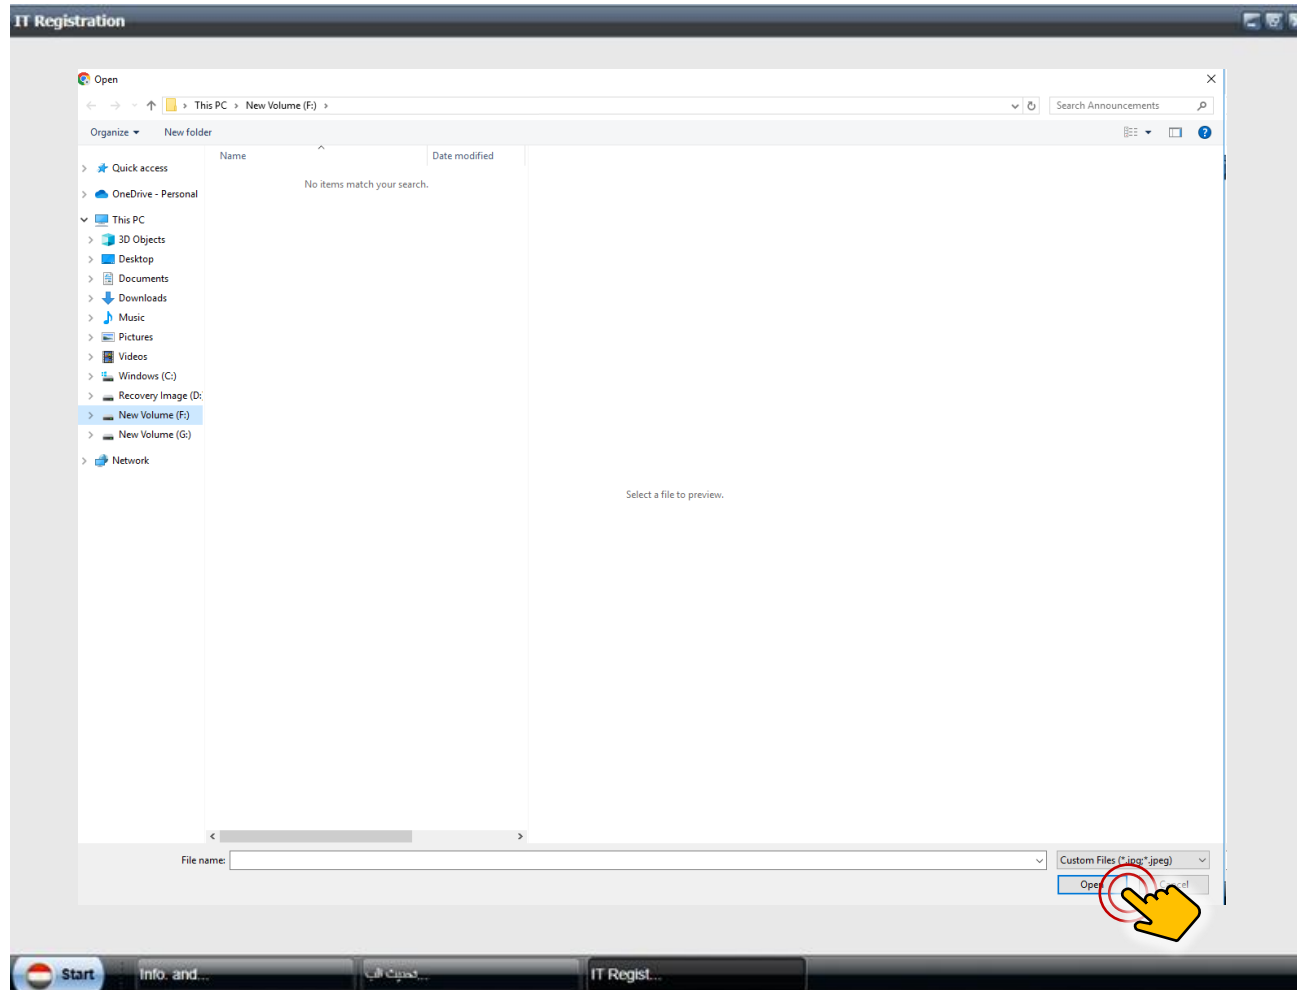 IT Registration
Open
This PC > New Volume (F:) >
Search Announcements
Organize
New folder
Name
Date modified
No items match your search.
Quick access
OneDrive - Personal
This PC
3D Objects
Desktop
Documents
Downloads
Music
Pictures
Videos
Windows (C:)
Recovery Image (D:
New Volume (F:)
New Volume (G:)
Network
Select a file to preview.
File name:
Custom Files (*.jpg;*.jpeg)
Open
Cancel
Start
Info. and...
IT Regist...